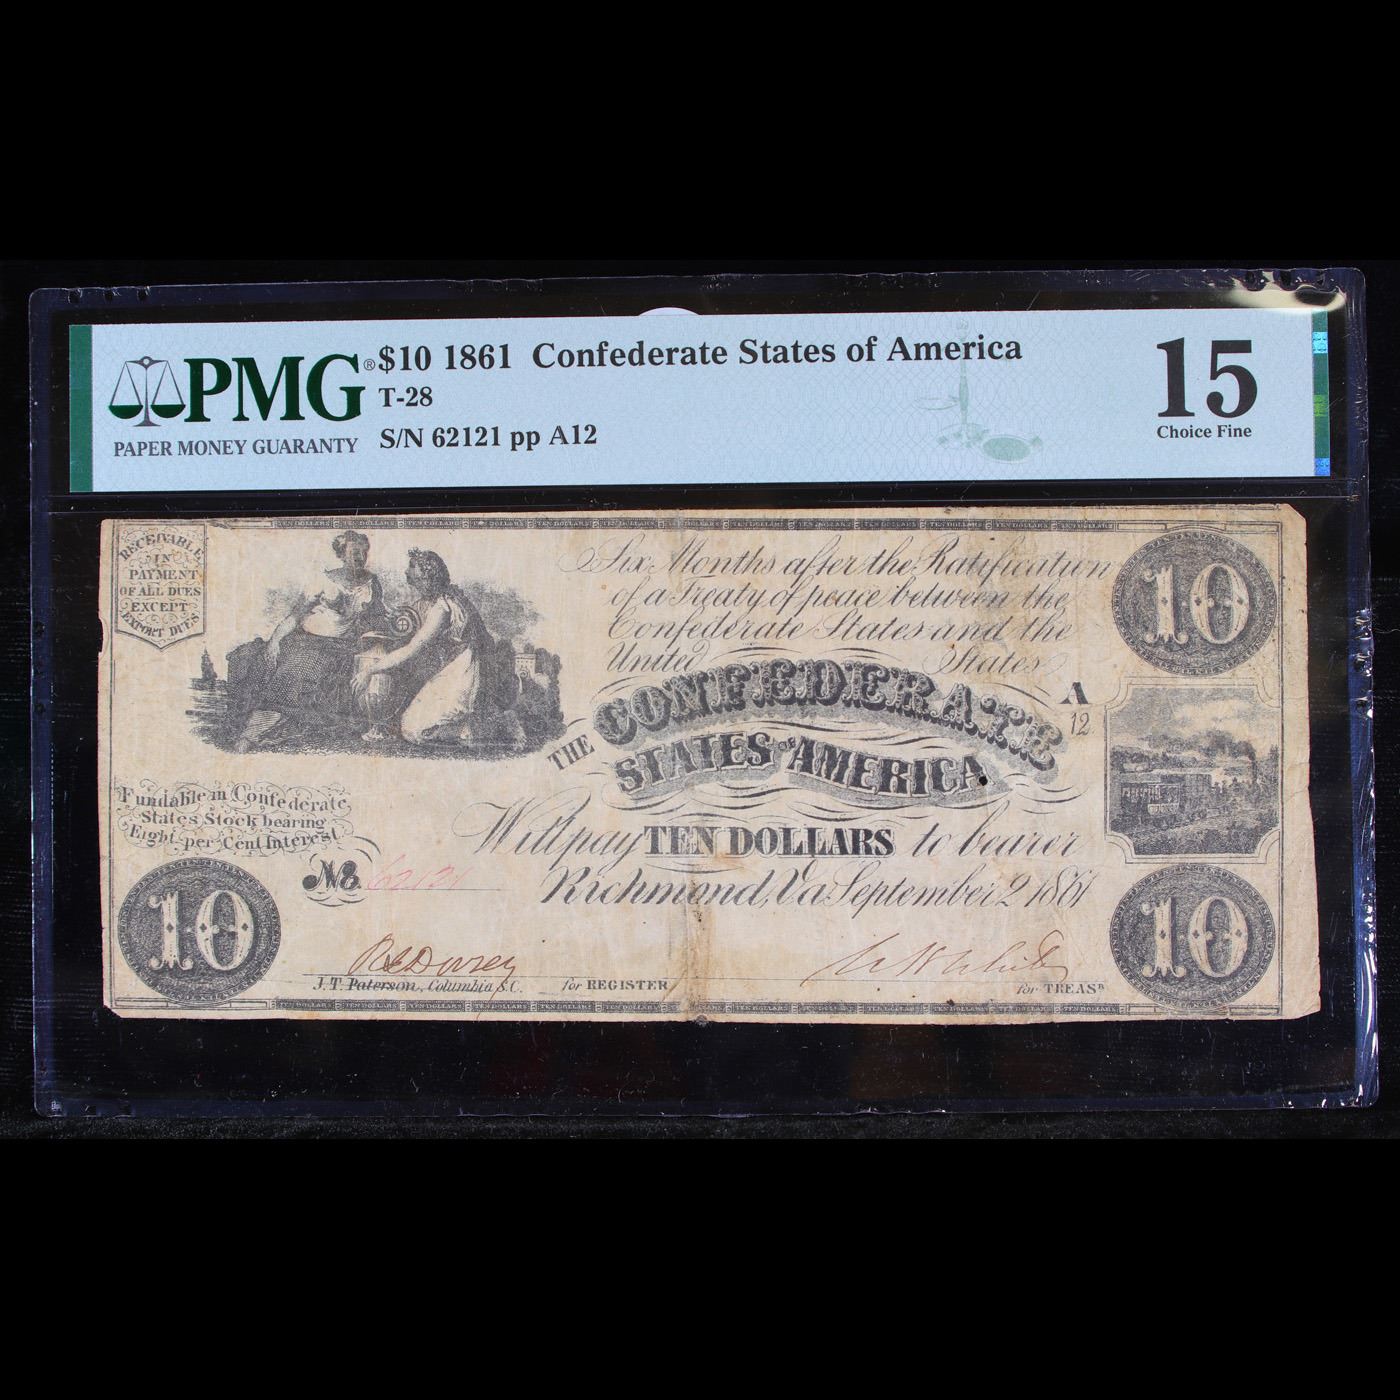 PMG® $10 1861 Confederate States of America
T-28
PAPER MONEY GUARANTY
S/N 62121 pp A12
15
Choice Fine
RECEIVABLE
IN
PAYMENT
OF ALL DUES
EXCEPT
EXPORT DUES
Six Months after the Ratification
of a Treaty of peace between the
Confederate States and the
United States
10
THE CONFEDERATE
STATES OF AMERICA
A
12
Fundable in Confederate
States Stock bearing
Eight per Cent Interest
Will pay TEN DOLLARS to bearer
No. 62121
Richmond, Va September 2 1861
10
10
J.T. Paterson, Columbia S.C.
for REGISTER
for TREASR